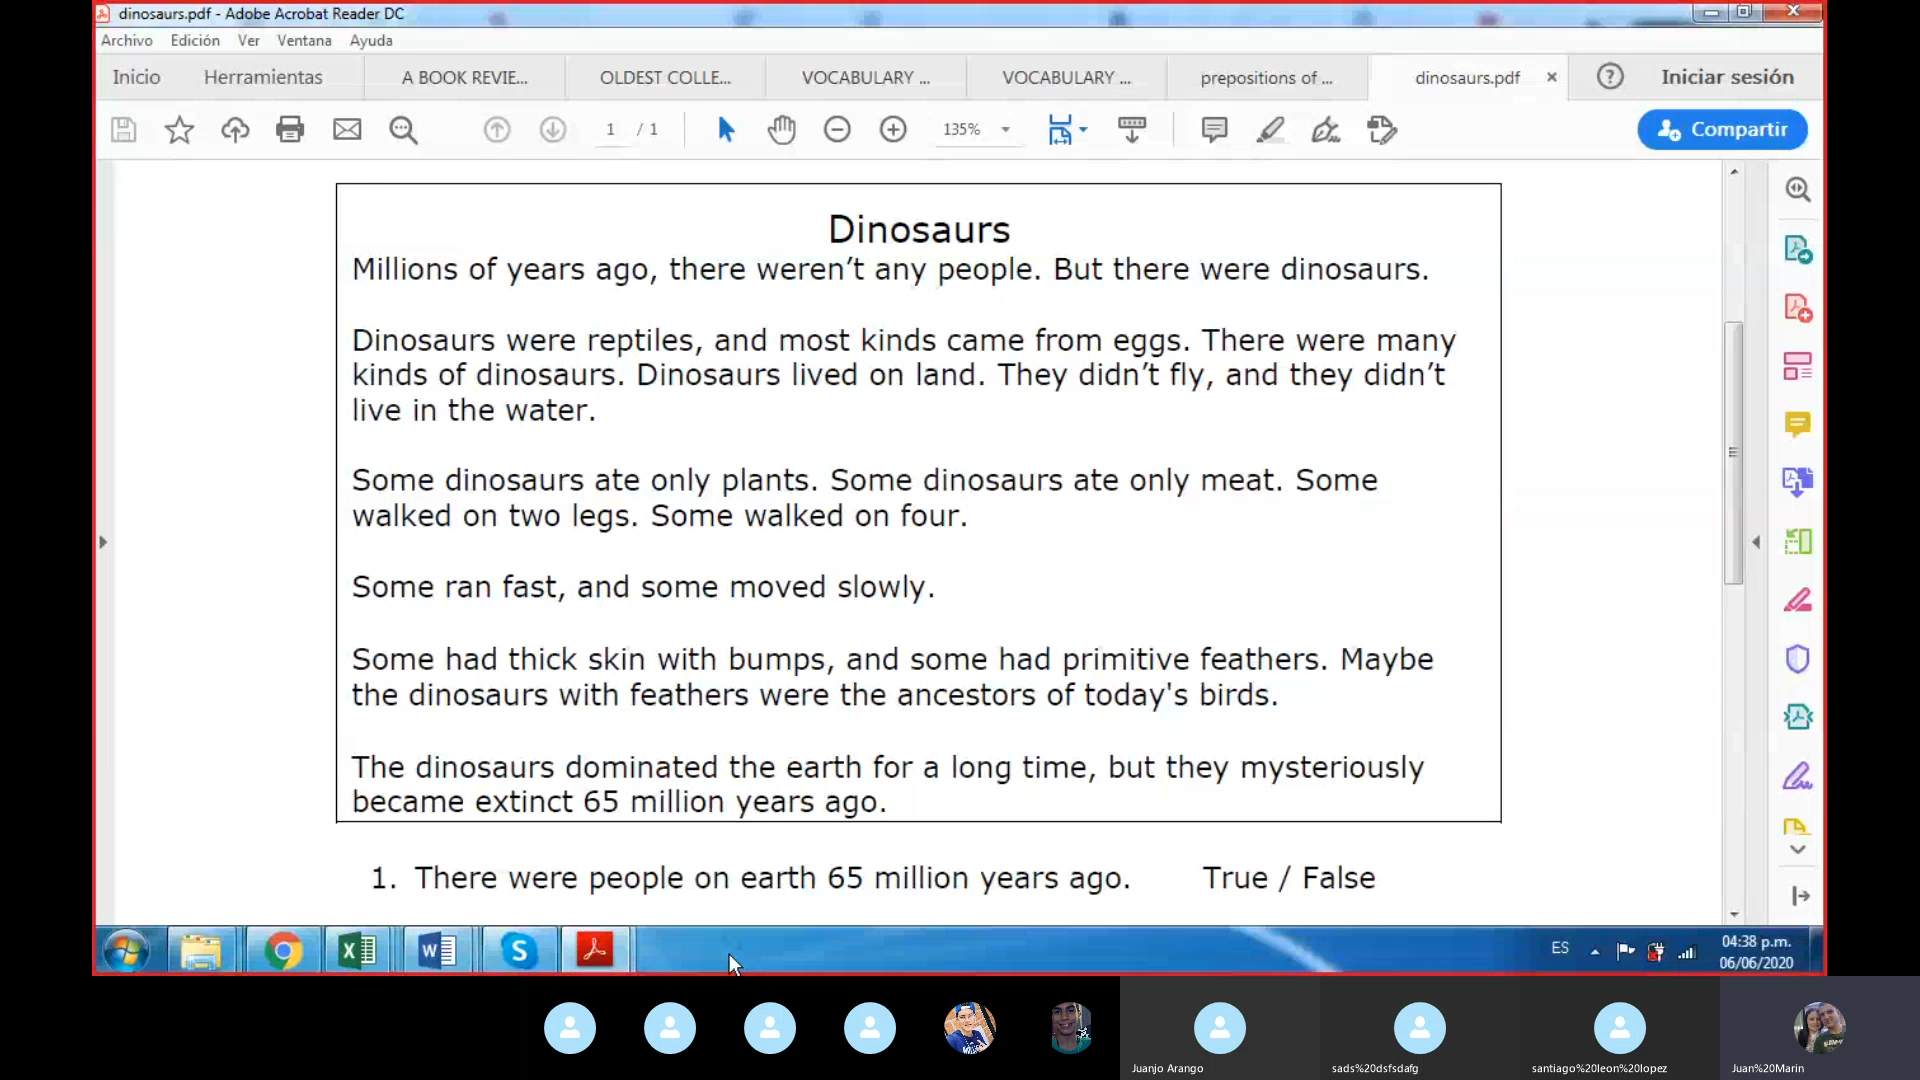 dinosaurs.pdf - Adobe Acrobat Reader DC
Archivo Edición Ver Ventana Ayuda
Inicio Herramientas A BOOK REVIE... OLDEST COLLE... VOCABULARY ... VOCABULARY ... prepositions of ... dinosaurs.pdf Iniciar sesión
1 / 1 135% Compartir
Dinosaurs
Millions of years ago, there weren't any people. But there were dinosaurs.
Dinosaurs were reptiles, and most kinds came from eggs. There were many
kinds of dinosaurs. Dinosaurs lived on land. They didn't fly, and they didn't
live in the water.
Some dinosaurs ate only plants. Some dinosaurs ate only meat. Some
walked on two legs. Some walked on four.
Some ran fast, and some moved slowly.
Some had thick skin with bumps, and some had primitive feathers. Maybe
the dinosaurs with feathers were the ancestors of today's birds.
The dinosaurs dominated the earth for a long time, but they mysteriously
became extinct 65 million years ago.
1. There were people on earth 65 million years ago. True / False
ES 04:38 p.m.
06/06/2020
Juanjo Arango sads%20dsfsdafg santiago%20leon%20lopez Juan%20Marin